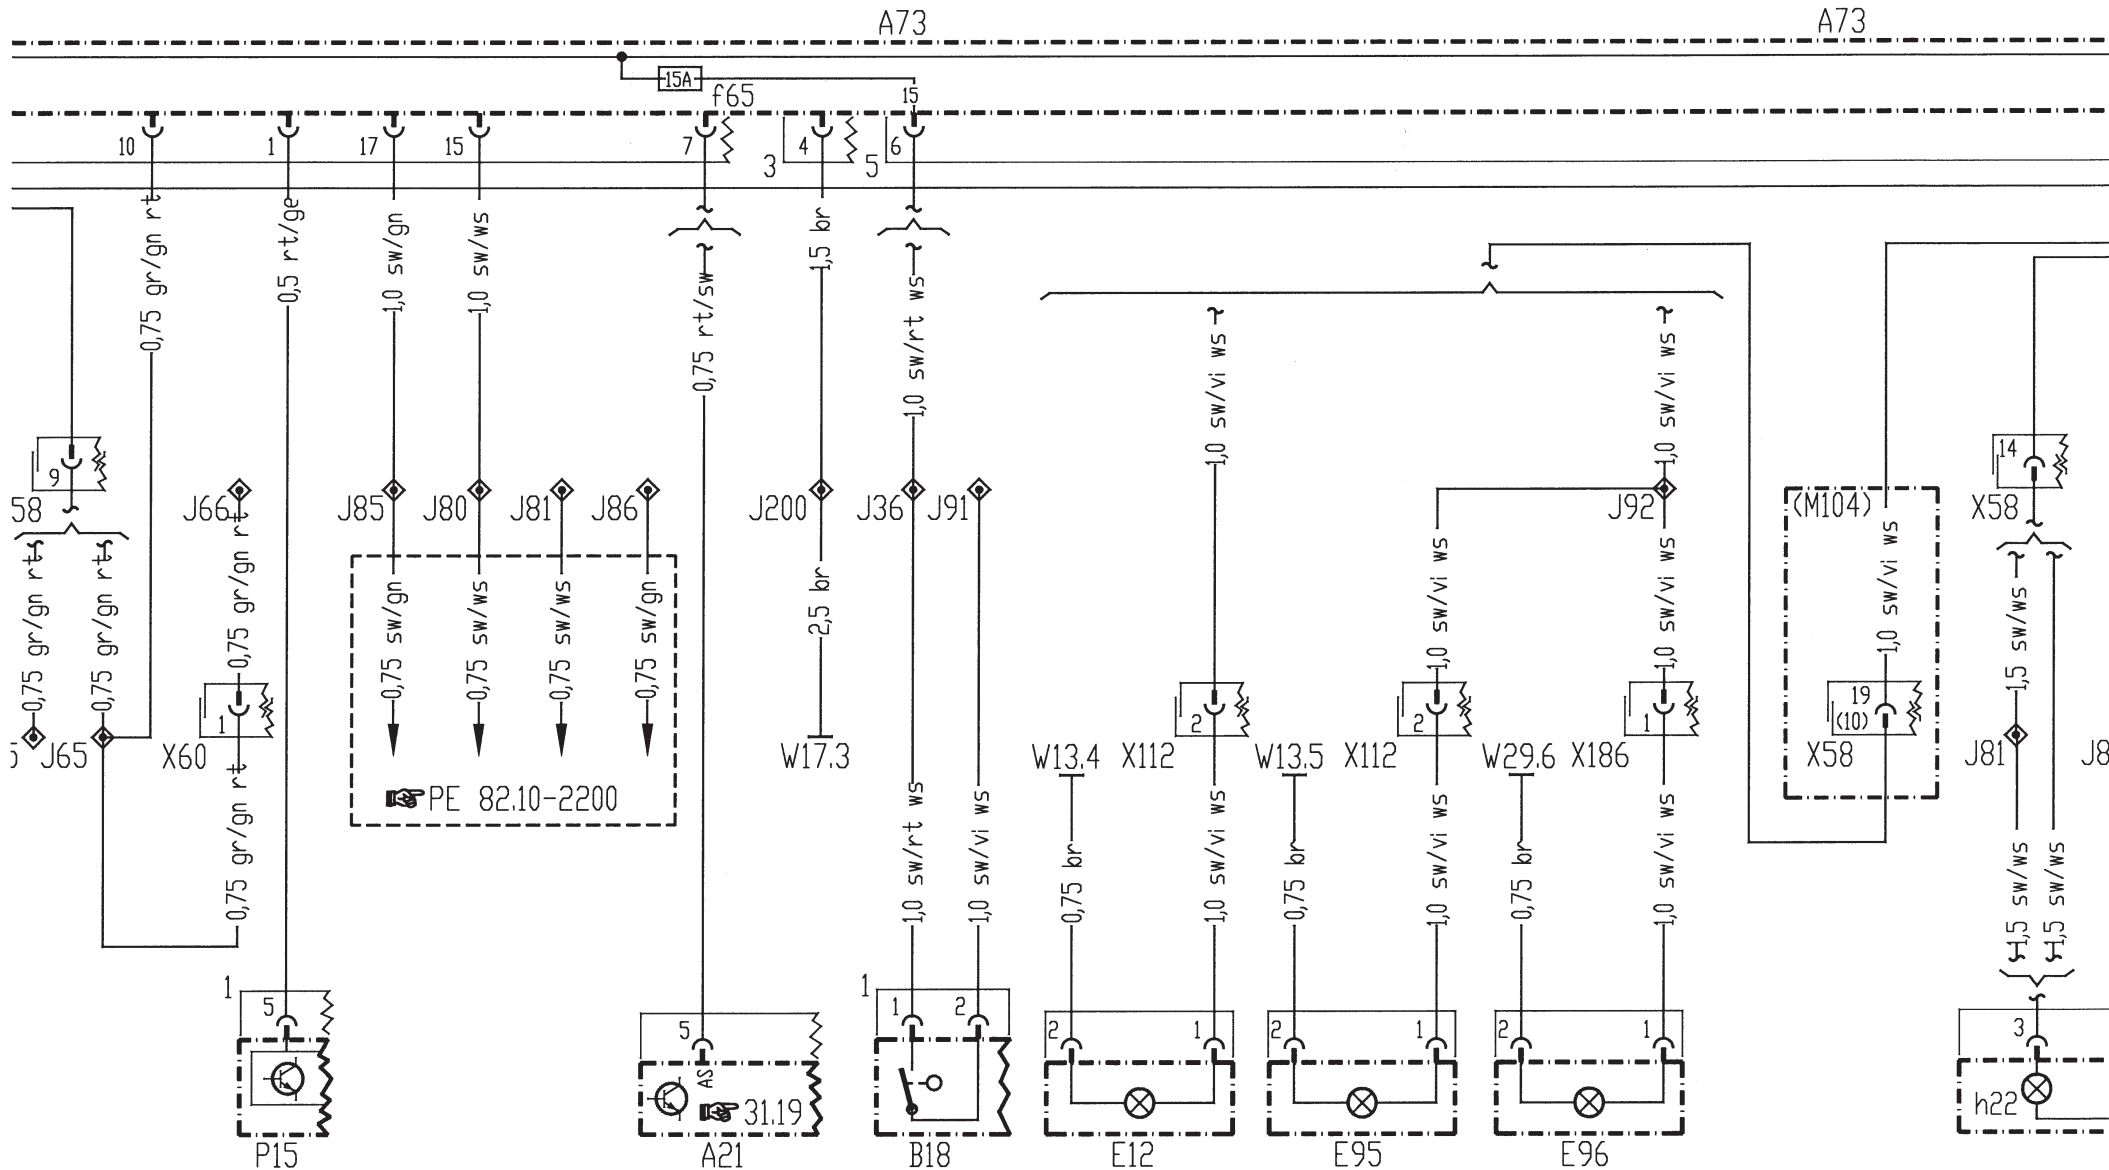 A73
A73
15A
f65
15
10
1
17
15
7
4
6
3
5
0,75 gr/gn rt
0,5 rt/ge
1,0 sw/gn
1,0 sw/ws
0,75 rt/sw
1,5 br
1,0 sw/rt ws
1,0 sw/vi ws
1,0 sw/vi ws
9
14
58
J66
J85
J80
J81
J86
J200
J36
J91
J92
(M104)
X58
0,75 gr/gn rt
0,75 gr/gn rt
0,75 gr/gn rt
0,75 sw/gn
0,75 sw/ws
0,75 sw/ws
0,75 sw/gn
2,5 br
1,0 sw/vi ws
1,0 sw/vi ws
1,0 sw/vi ws
1,5 sw/ws
1
2
2
1
19
(10)
5
J65
X60
W17.3
W13.4
X112
W13.5
X112
W29.6
X186
X58
J81
J8
PE 82.10-2200
0,75 gr/gn rt
1,0 sw/rt ws
1,0 sw/vi ws
0,75 br
1,0 sw/vi ws
0,75 br
1,0 sw/vi ws
0,75 br
1,0 sw/vi ws
1,5 sw/ws
1,5 sw/ws
1
5
5
1
1
2
2
1
2
1
2
1
3
AS
31.19
h22
P15
A21
B18
E12
E95
E96